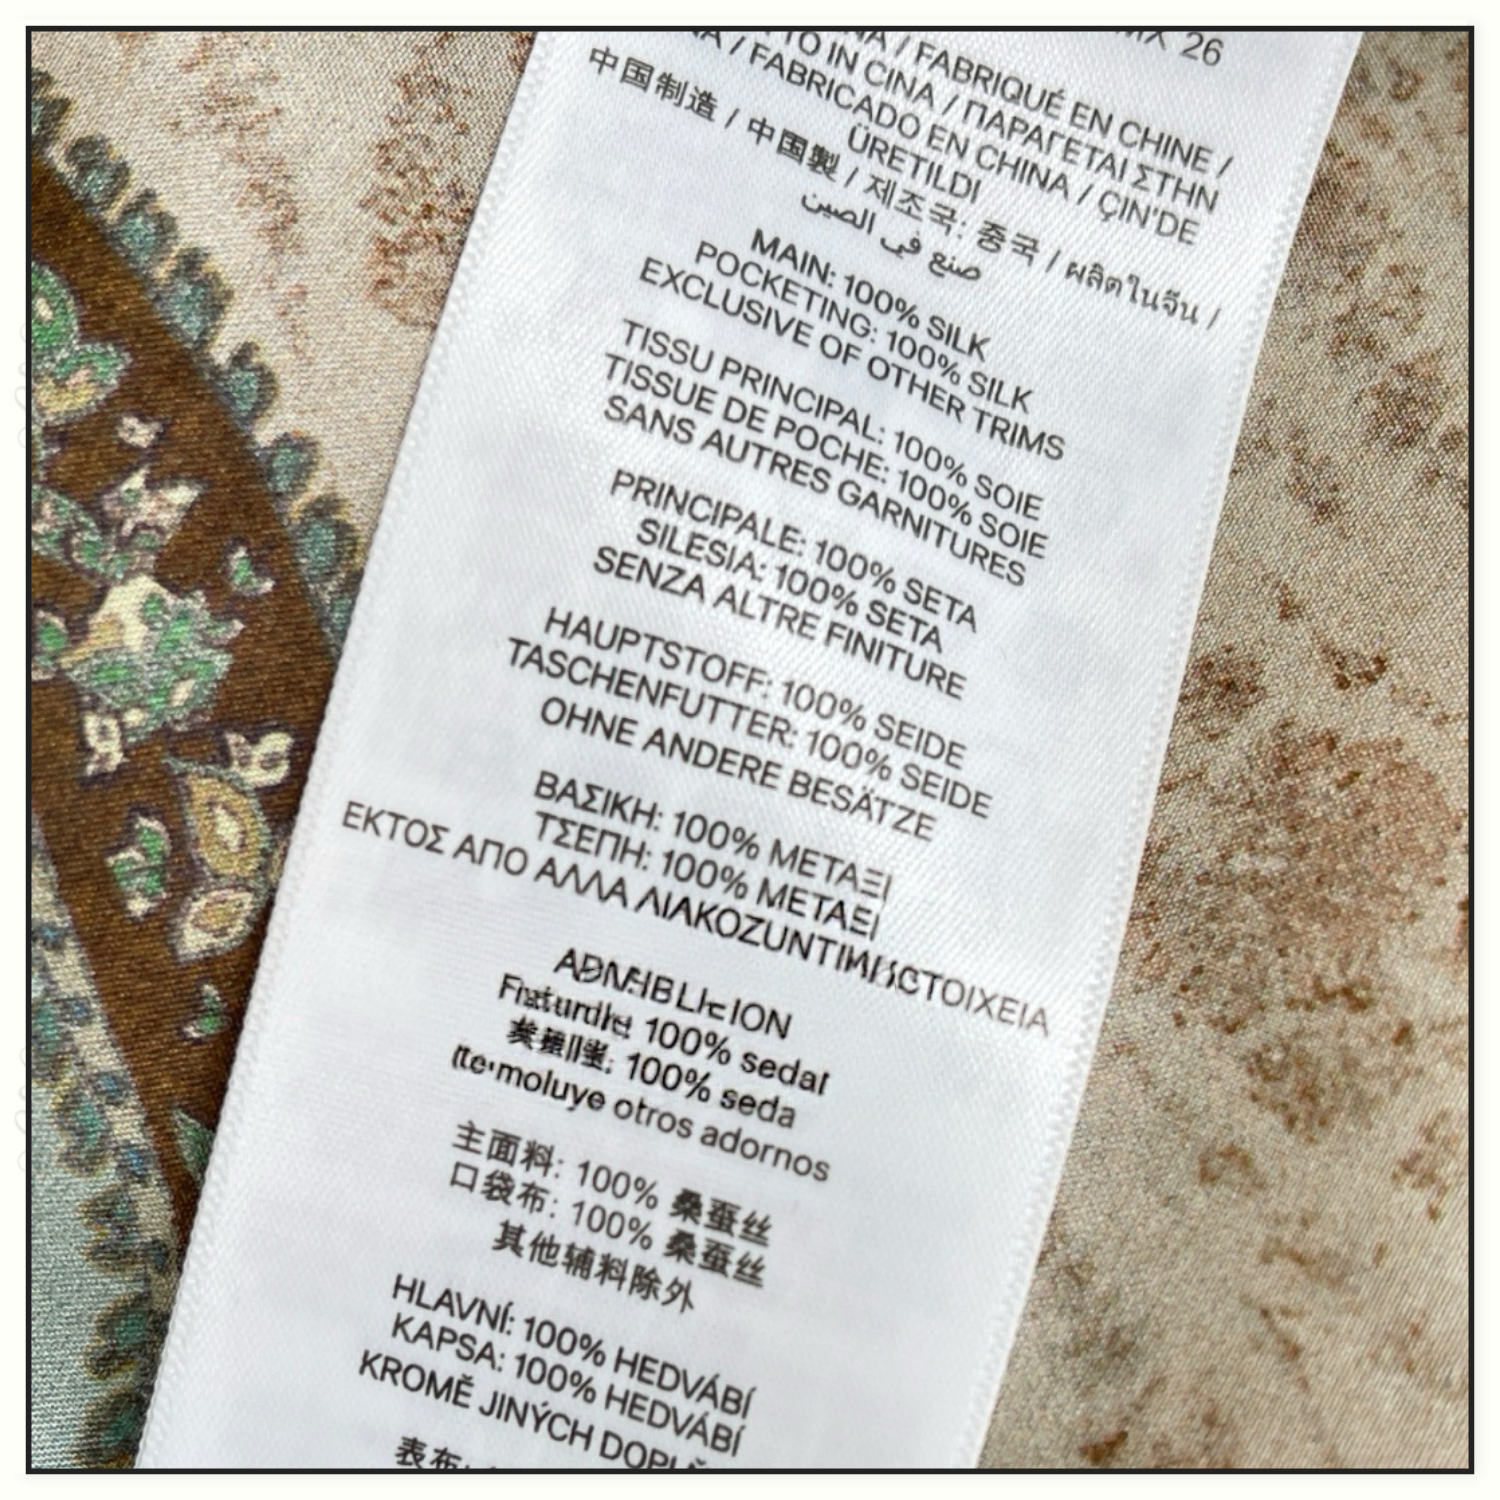 26
NA / FABRIQUÉ EN CHINE /
TO IN CINA / ΠΑΡΑΓΕΤΑΙ ΣΤΗΝ
/ FABRICADO EN CHINA / ÇIN'DE
ÜRETILDI
中国制造 / 中国製 / 제조국: 중국 / ผลิตในจีน /
صنع في الصين
MAIN: 100% SILK
POCKETING: 100% SILK
EXCLUSIVE OF OTHER TRIMS
TISSU PRINCIPAL: 100% SOIE
TISSUE DE POCHE: 100% SOIE
SANS AUTRES GARNITURES
PRINCIPALE: 100% SETA
SILESIA: 100% SETA
SENZA ALTRE FINITURE
HAUPTSTOFF: 100% SEIDE
TASCHENFUTTER: 100% SEIDE
OHNE ANDERE BESÄTZE
ΒΑΣΙΚΗ: 100% ΜΕΤΑΞΙ
ΤΣΕΠΗ: 100% ΜΕΤΑΞΙ
ΕΚΤΟΣ ΑΠΟ ΑΛΛΑ
100%
100% seda
otros adornos
主面料: 100% 桑蚕丝
口袋布: 100% 桑蚕丝
其他辅料除外
HLAVNÍ: 100% HEDVÁBÍ
KAPSA: 100% HEDVÁBÍ
KROMĚ JINÝCH
表布: